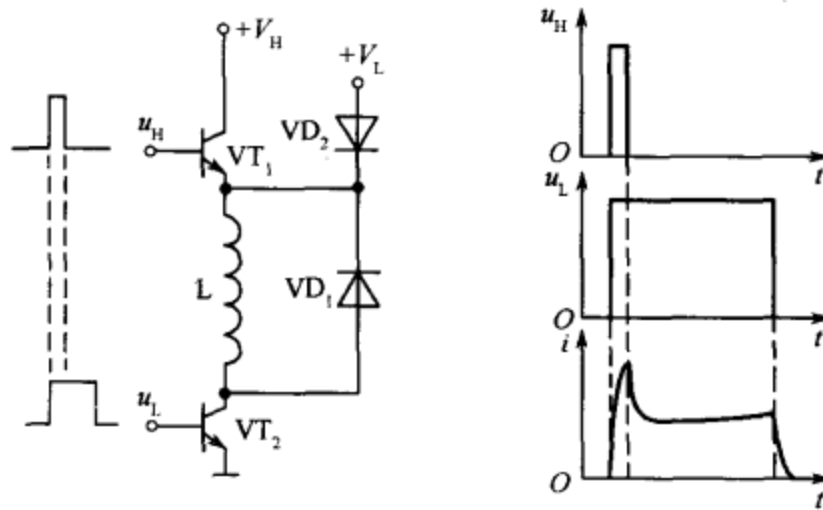 +V_H
+V_L
u_H
VT_1
VD_2
L
VD_1
u_L
VT_2
u_H
O
t
u_L
O
t
i
O
t